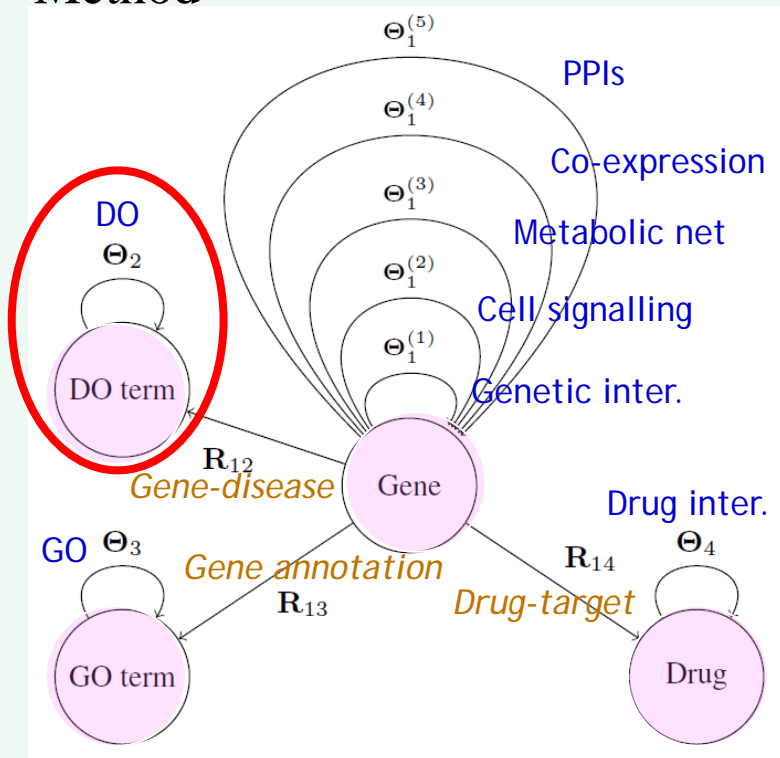 Method
Θ₁⁽⁵⁾
PPIs
Θ₁⁽⁴⁾
Co-expression
Θ₁⁽³⁾
Metabolic net
DO
Θ₂
Θ₁⁽²⁾
Cell signalling
Θ₁⁽¹⁾
Genetic inter.
DO term
R₁₂
Gene-disease
Gene
Drug inter.
GO
Θ₃
Gene annotation
R₁₃
R₁₄
Θ₄
Drug-target
GO term
Drug